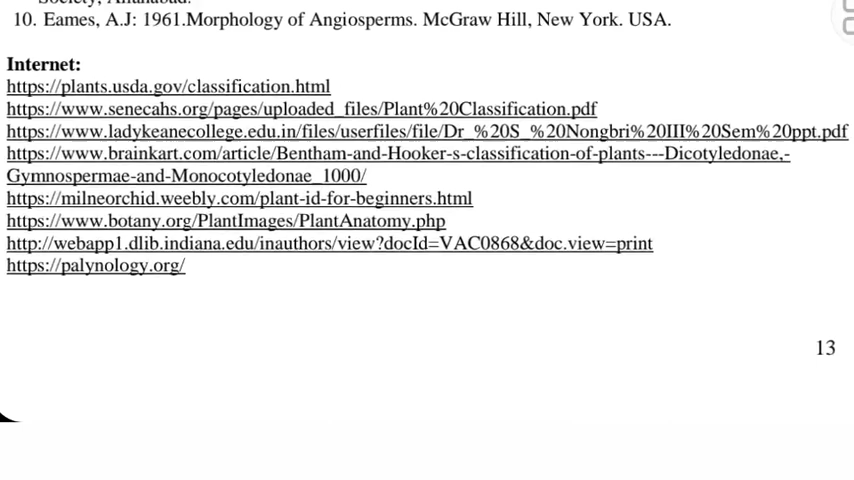 Society, Allahabad.
10. Eames, A.J: 1961.Morphology of Angiosperms. McGraw Hill, New York. USA.
Internet:
https://plants.usda.gov/classification.html
https://www.senecahs.org/pages/uploaded_files/Plant%20Classification.pdf
https://www.ladykeanecollege.edu.in/files/userfiles/file/Dr_%20S_%20Nongbri%20III%20Sem%20ppt.pdf
https://www.brainkart.com/article/Bentham-and-Hooker-s-classification-of-plants---Dicotyledonae,-
Gymnospermae-and-Monocotyledonae_1000/
https://milneorchid.weebly.com/plant-id-for-beginners.html
https://www.botany.org/PlantImages/PlantAnatomy.php
http://webapp1.dlib.indiana.edu/inauthors/view?docId=VAC0868&doc.view=print
https://palynology.org/
13